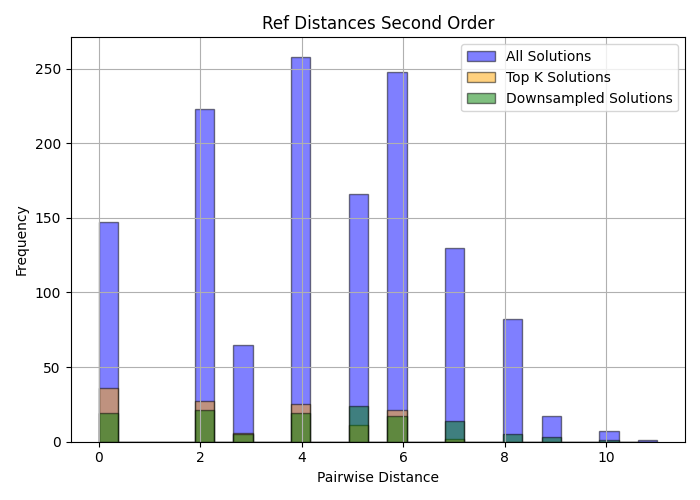 Ref Distances Second Order
All Solutions
Top K Solutions
Downsampled Solutions
Frequency
250
200
150
100
50
0
0 2 4 6 8 10
Pairwise Distance